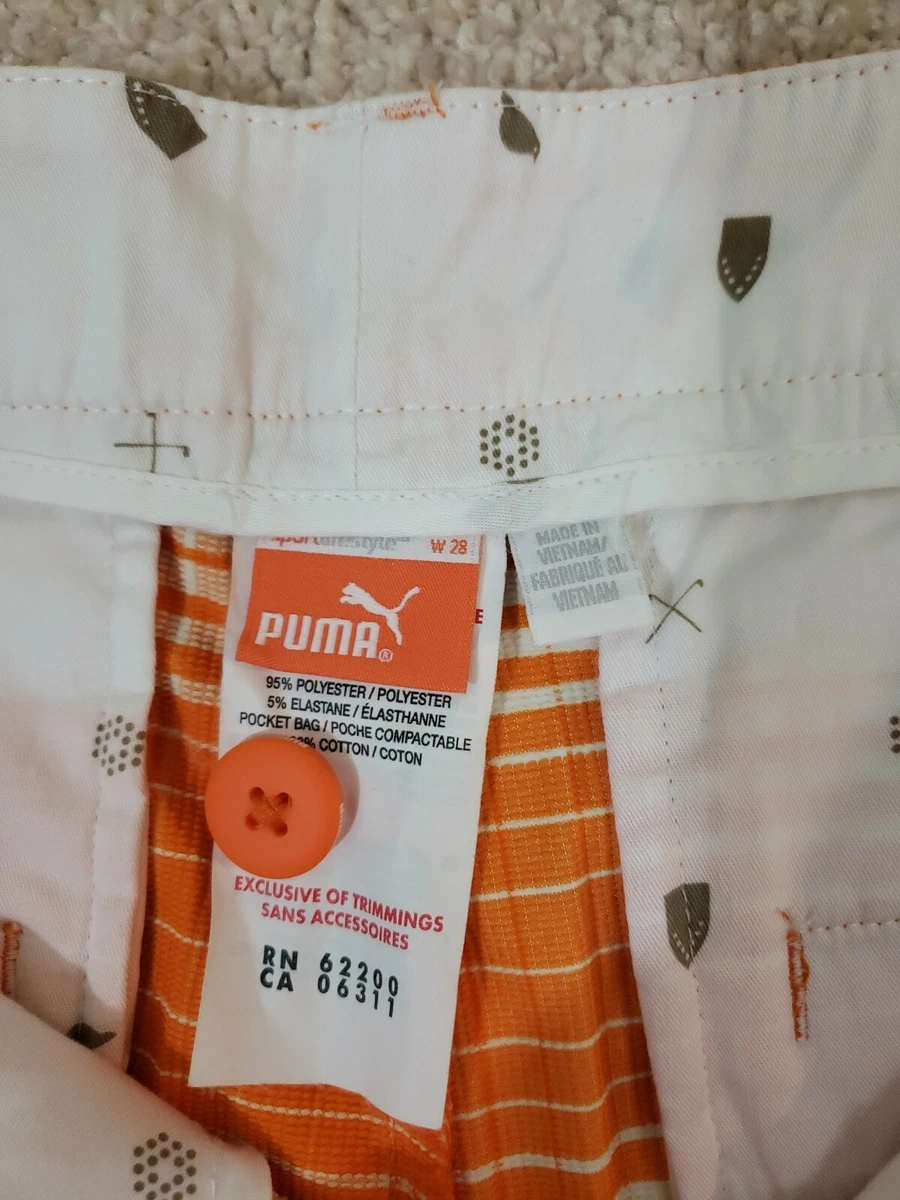 W 28
PUMA®
E
95% POLYESTER / POLYESTER
5% ELASTANE / ÉLASTHANNE
POCKET BAG / POCHE COMPACTABLE
% COTTON / COTON
EXCLUSIVE OF TRIMMINGS
SANS ACCESSOIRES
RN 62200
CA 06311
MADE IN
VIETNAM/
FABRIQUÉ AU
VIETNAM